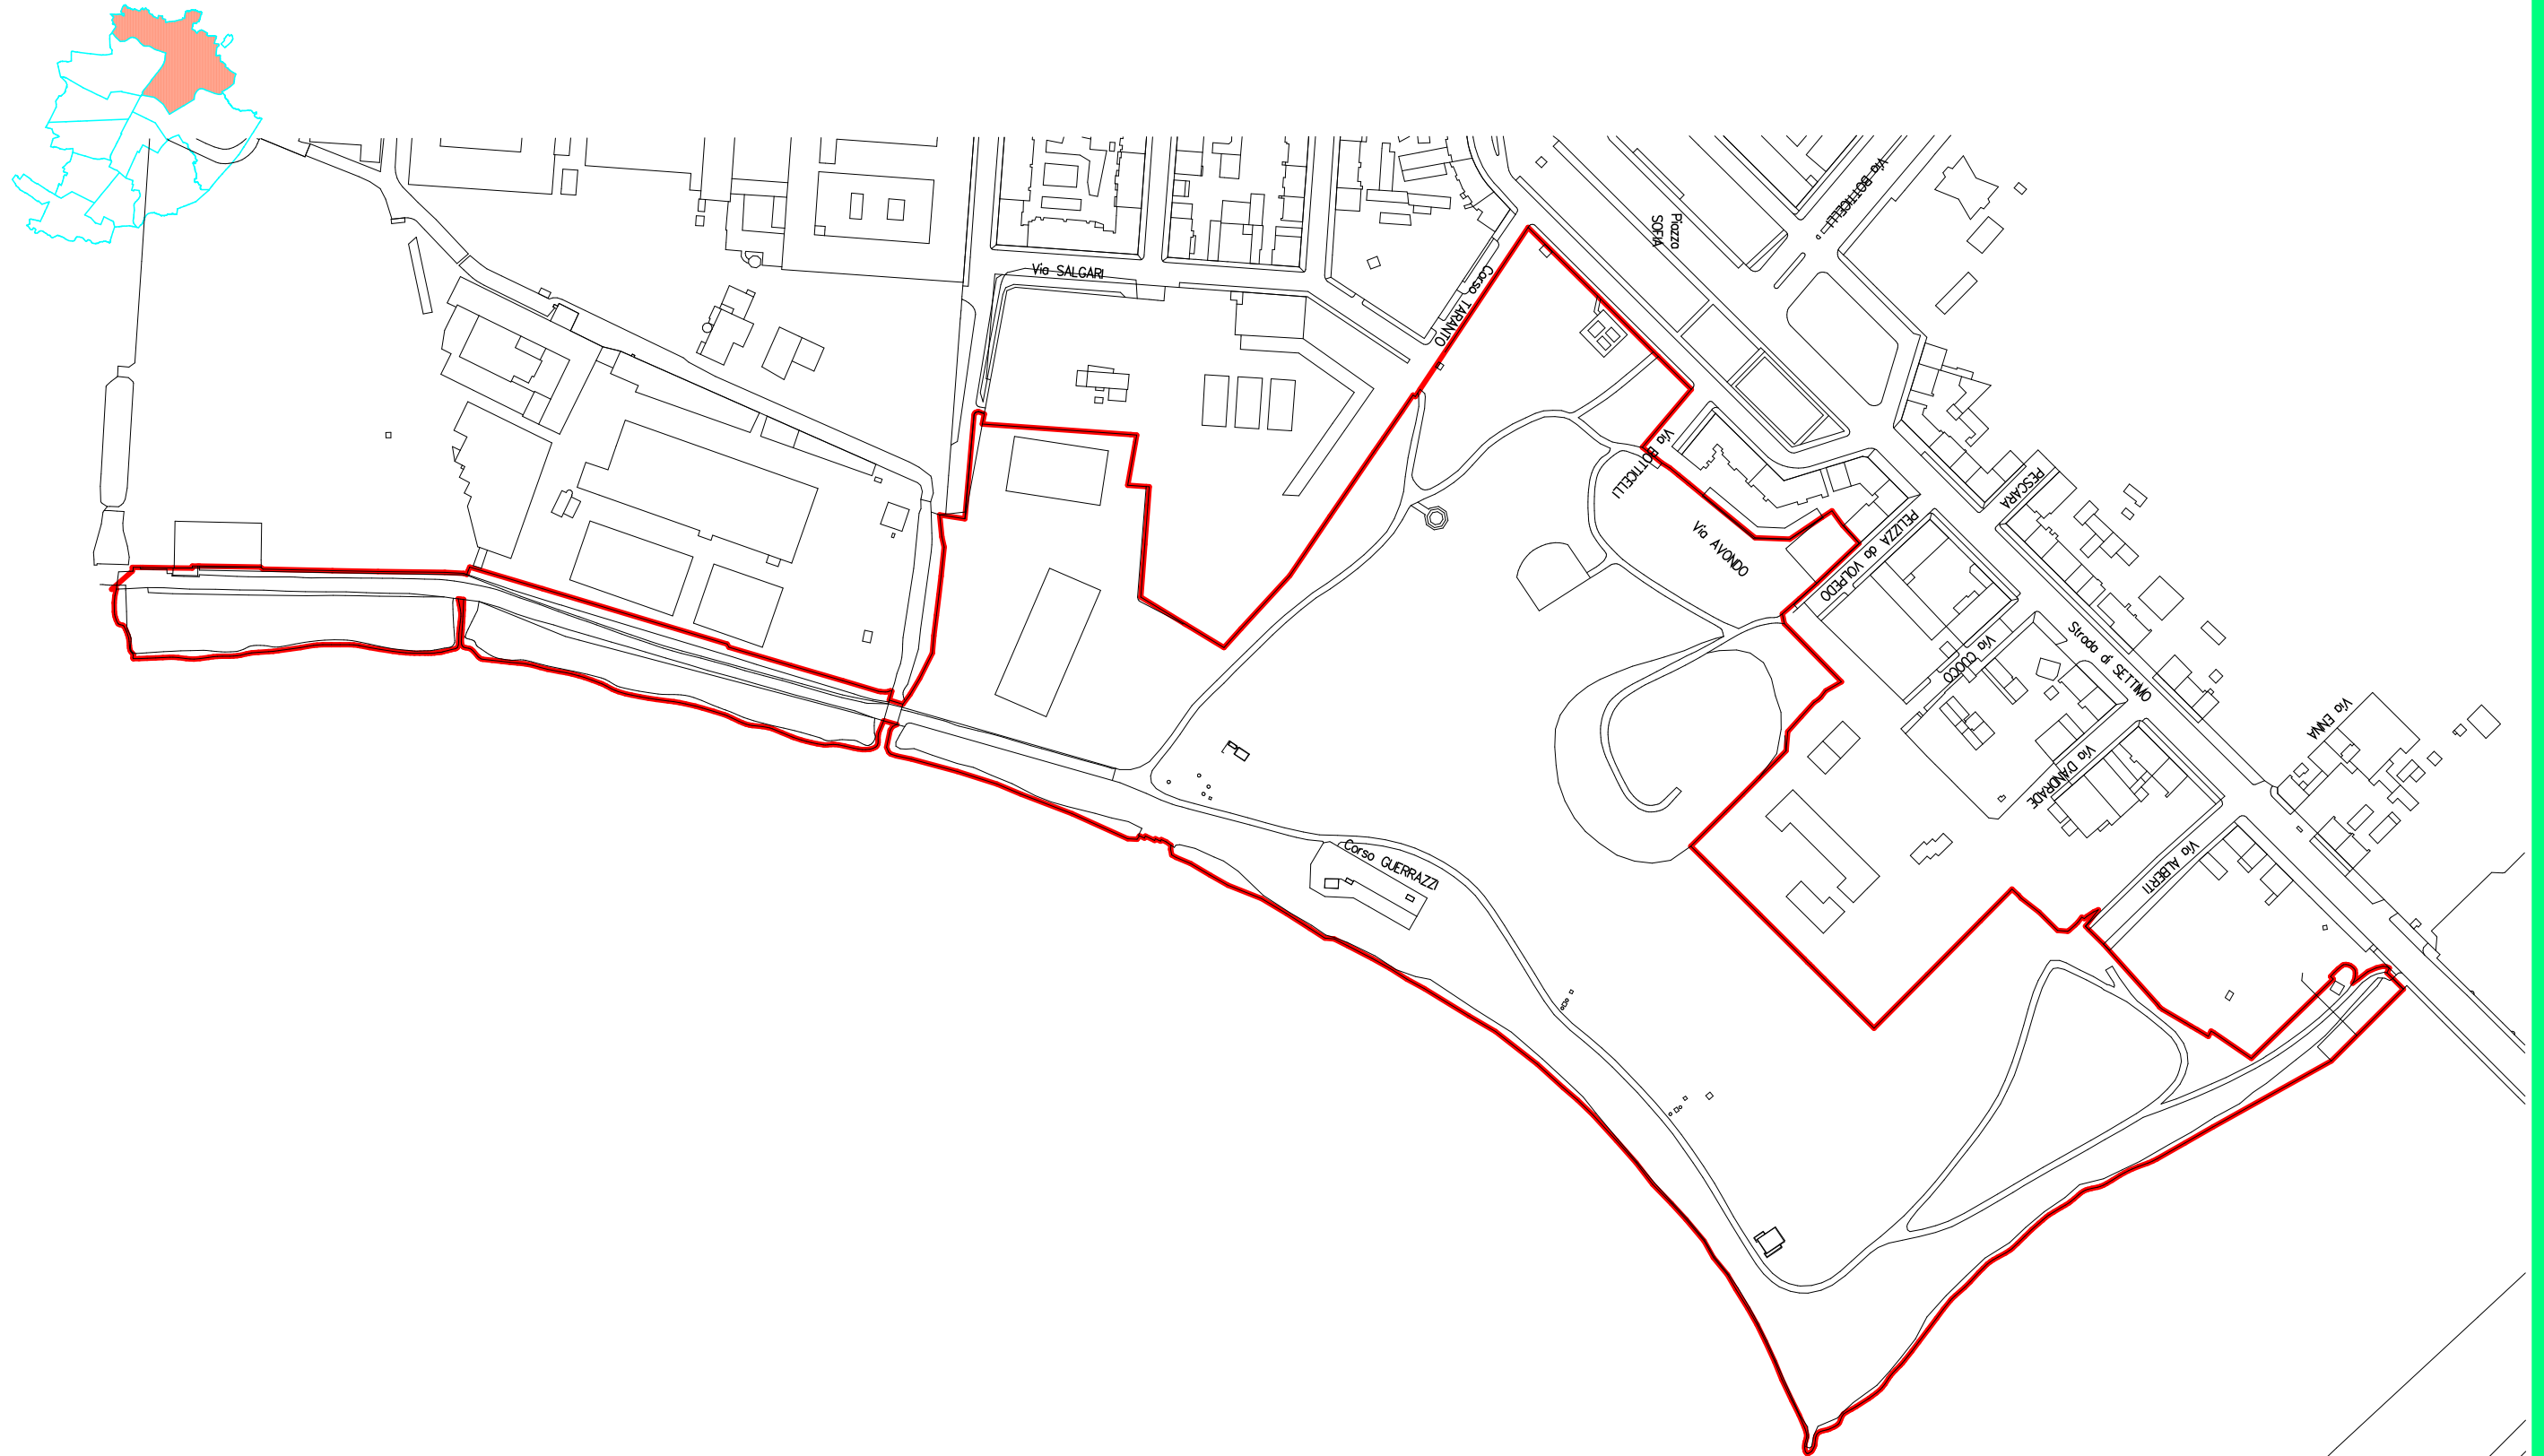 Via BOTTICELLI
Piazza
SOFIA
Via SALGARI
Corso TARANTO
Via BOTTICELLI
PESCARA
Via AVONDO
PELIZZA da VOLPEDO
Via CUOCO
Strada di SETTIMO
Via ENNA
Via D'ANDRADE
Corso GUERRAZZI
Via ALBERTI